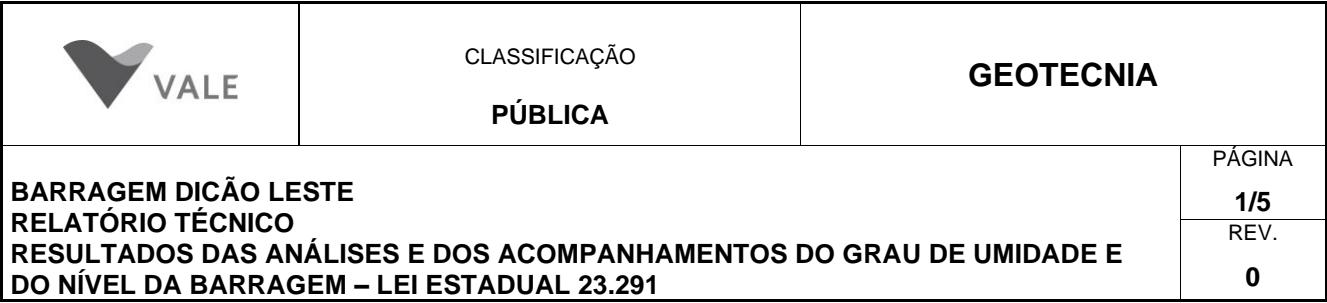 VALE
CLASSIFICAÇÃO
PÚBLICA
GEOTECNIA
BARRAGEM DICÃO LESTE
RELATÓRIO TÉCNICO
RESULTADOS DAS ANÁLISES E DOS ACOMPANHAMENTOS DO GRAU DE UMIDADE E
DO NÍVEL DA BARRAGEM – LEI ESTADUAL 23.291
PÁGINA
1/5
REV.
0